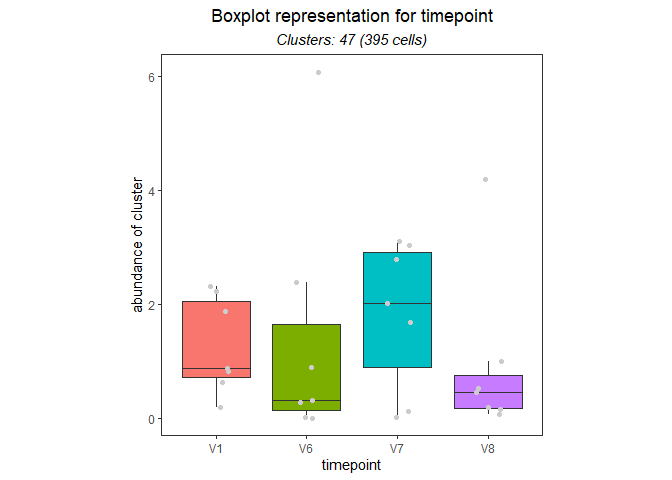 Boxplot representation for timepoint
Clusters: 47 (395 cells)
6
4
2
0
abundance of cluster
V1 V6 V7 V8
timepoint